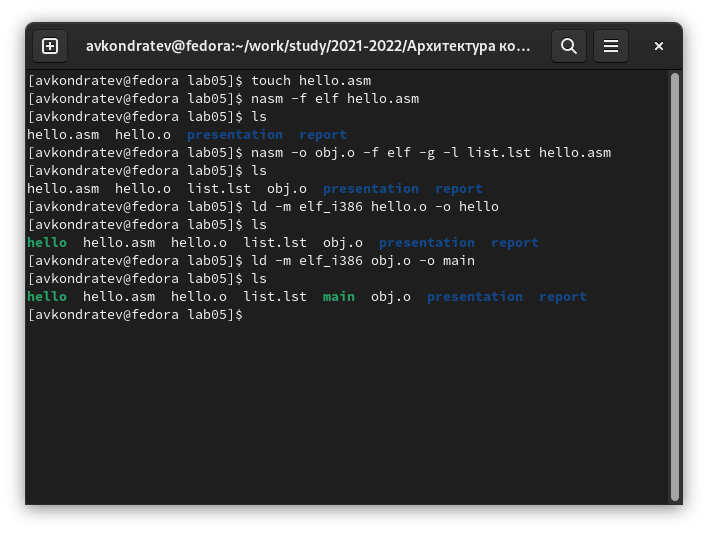 avkondratev@fedora:~/work/study/2021-2022/Архитектура ко…
[avkondratev@fedora lab05]$ touch hello.asm
[avkondratev@fedora lab05]$ nasm -f elf hello.asm
[avkondratev@fedora lab05]$ ls
hello.asm  hello.o  presentation  report
[avkondratev@fedora lab05]$ nasm -o obj.o -f elf -g -l list.lst hello.asm
[avkondratev@fedora lab05]$ ls
hello.asm  hello.o  list.lst  obj.o  presentation  report
[avkondratev@fedora lab05]$ ld -m elf_i386 hello.o -o hello
[avkondratev@fedora lab05]$ ls
hello  hello.asm  hello.o  list.lst  obj.o  presentation  report
[avkondratev@fedora lab05]$ ld -m elf_i386 obj.o -o main
[avkondratev@fedora lab05]$ ls
hello  hello.asm  hello.o  list.lst  main  obj.o  presentation  report
[avkondratev@fedora lab05]$